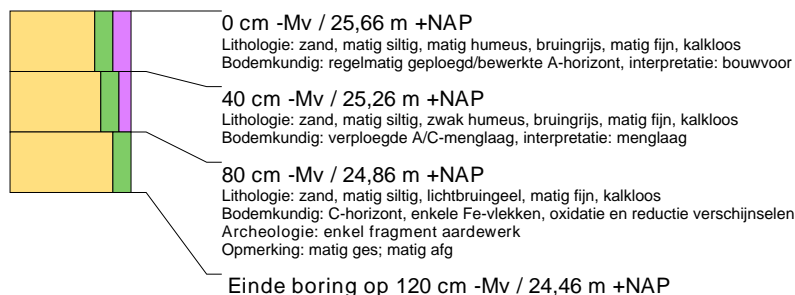 0 cm -Mv / 25,66 m +NAP
Lithologie: zand, matig siltig, matig humeus, bruingrijs, matig fijn, kalkloos
Bodemkundig: regelmatig geploegd/bewerkte A-horizont, interpretatie: bouwvoor
40 cm -Mv / 25,26 m +NAP
Lithologie: zand, matig siltig, zwak humeus, bruingrijs, matig fijn, kalkloos
Bodemkundig: verploegde A/C-menglaag, interpretatie: menglaag
80 cm -Mv / 24,86 m +NAP
Lithologie: zand, matig siltig, lichtbruingeel, matig fijn, kalkloos
Bodemkundig: C-horizont, enkele Fe-vlekken, oxidatie en reductie verschijnselen
Archeologie: enkel fragment aardewerk
Opmerking: matig ges; matig afg
Einde boring op 120 cm -Mv / 24,46 m +NAP